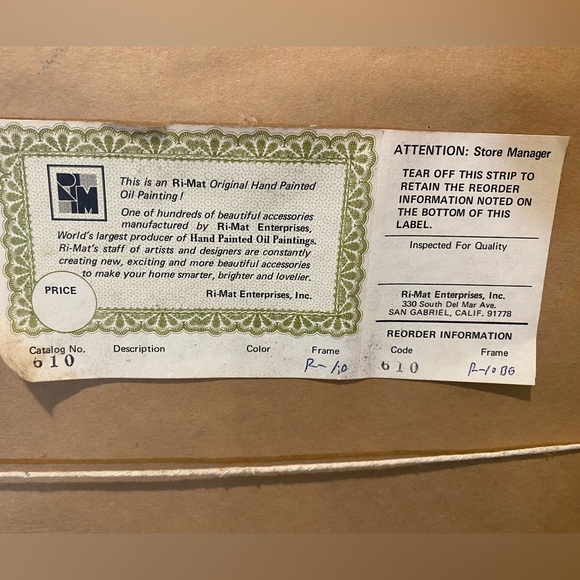 RIM
This is an Ri-Mat Original Hand Painted
Oil Painting!
One of hundreds of beautiful accessories
manufactured by Ri-Mat Enterprises,
World's largest producer of Hand Painted Oil Paintings.
Ri-Mat's staff of artists and designers are constantly
creating new, exciting and more beautiful accessories
to make your home smarter, brighter and lovelier.
Ri-Mat Enterprises, Inc.
PRICE
Catalog No. Description Color Frame
610 R-10
ATTENTION: Store Manager
TEAR OFF THIS STRIP TO
RETAIN THE REORDER
INFORMATION NOTED ON
THE BOTTOM OF THIS
LABEL.
Inspected For Quality
Ri-Mat Enterprises, Inc.
330 South Del Mar Ave.
SAN GABRIEL, CALIF. 91778
REORDER INFORMATION
Code Frame
610 R-10 BG